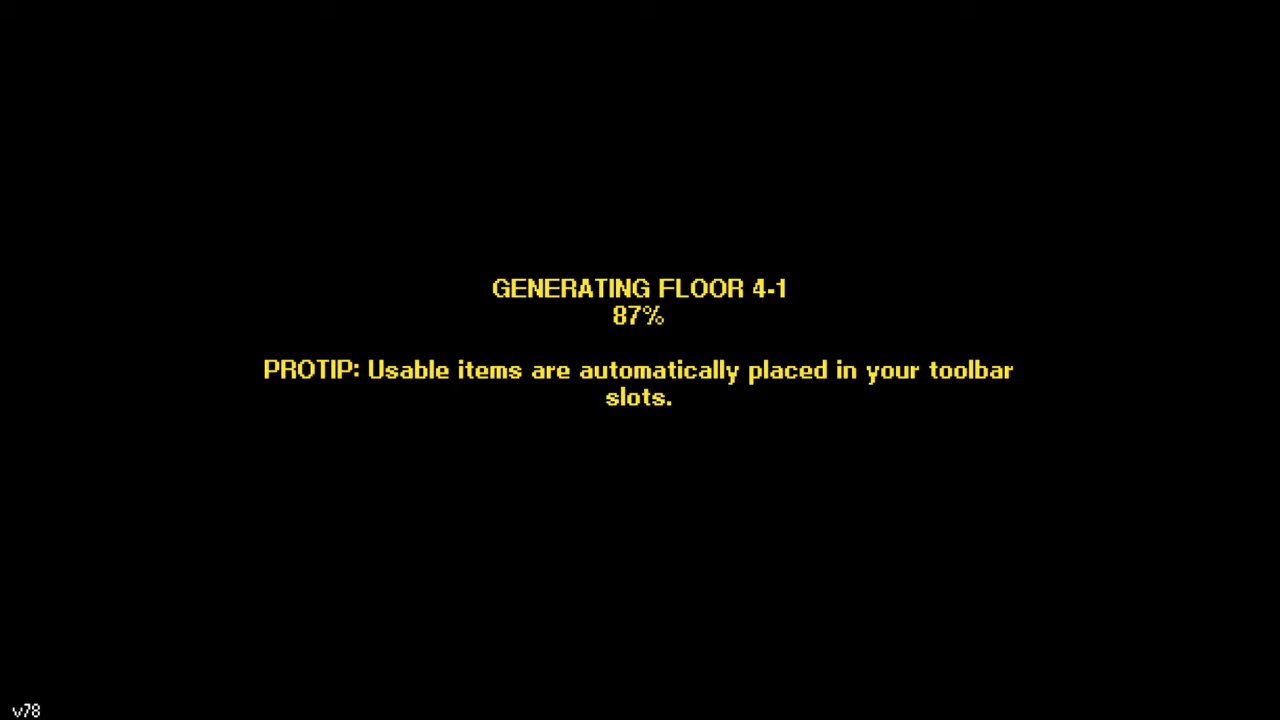 GENERATING FLOOR 4-1
87%
PROTIP: Usable items are automatically placed in your toolbar
slots.
v78